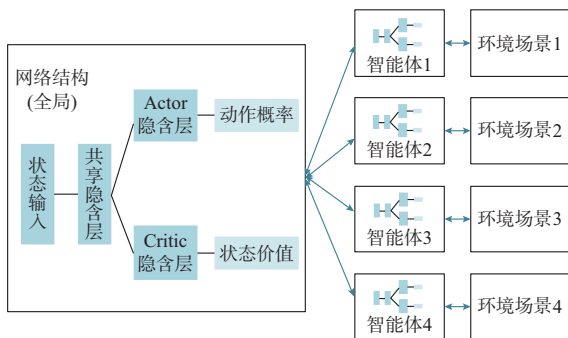 网络结构
(全局)
状态输入
共享隐含层
Actor
隐含层
动作概率
Critic
隐含层
状态价值
智能体1
环境场景1
智能体2
环境场景2
智能体3
环境场景3
智能体4
环境场景4